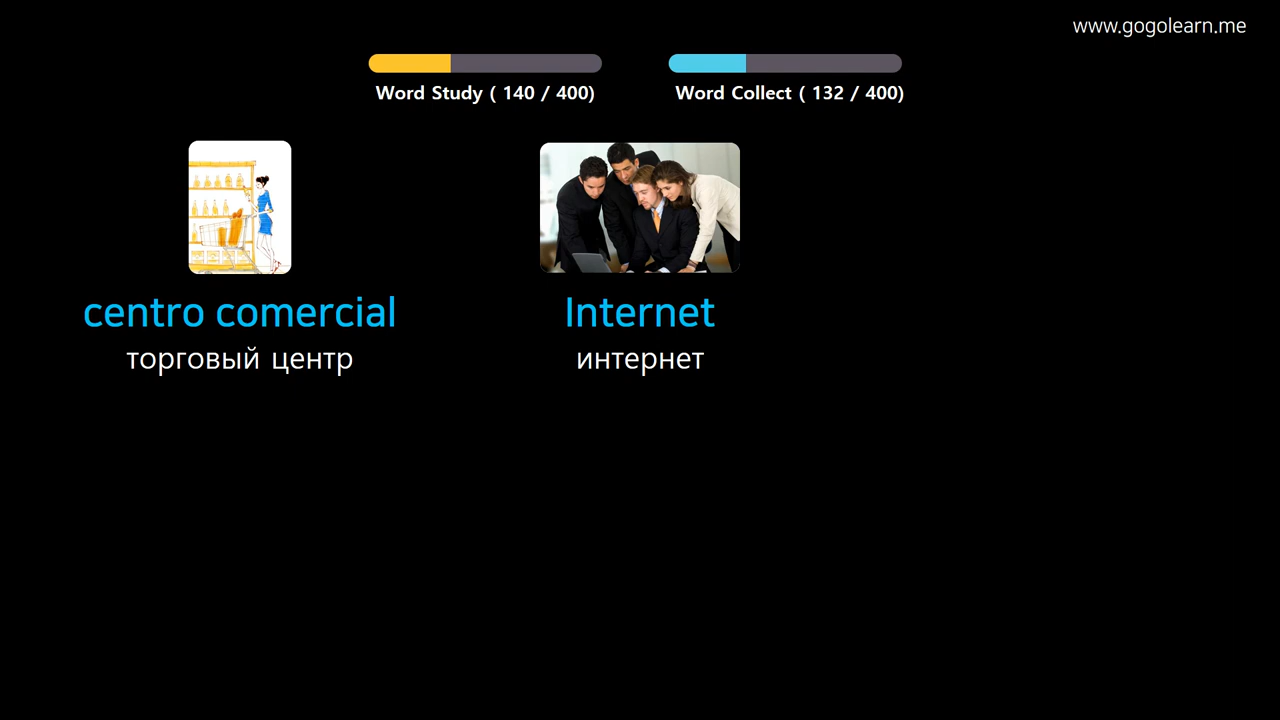 www.gogolearn.me
Word Study ( 140 / 400)
Word Collect ( 132 / 400)
centro comercial
торговый центр
Internet
интернет